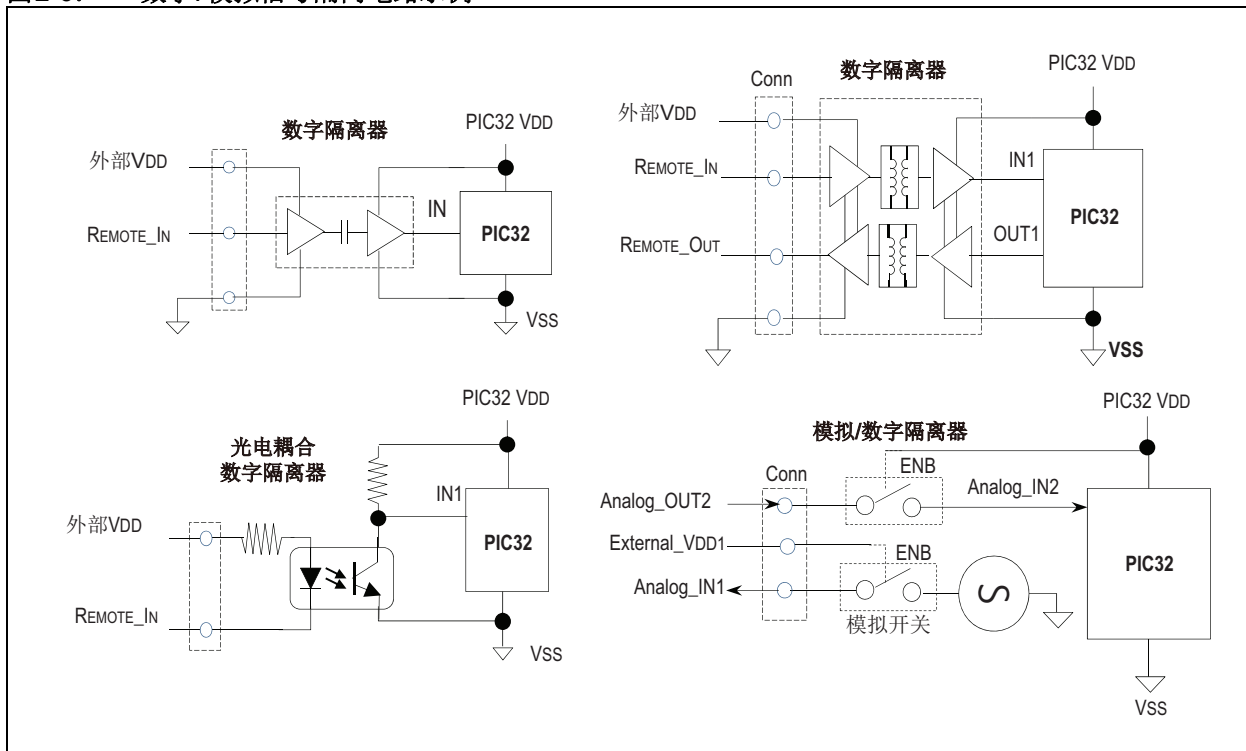 数字隔离器
PIC32 VDD
外部VDD
REMOTE_IN
IN
PIC32
VSS
Conn
数字隔离器
PIC32 VDD
外部VDD
REMOTE_IN
IN1
PIC32
REMOTE_OUT
OUT1
VSS
光电耦合
数字隔离器
PIC32 VDD
IN1
外部VDD
PIC32
REMOTE_IN
VSS
模拟/数字隔离器
PIC32 VDD
Conn
ENB
Analog_OUT2
Analog_IN2
External_VDD1
ENB
PIC32
Analog_IN1
S
模拟开关
VSS